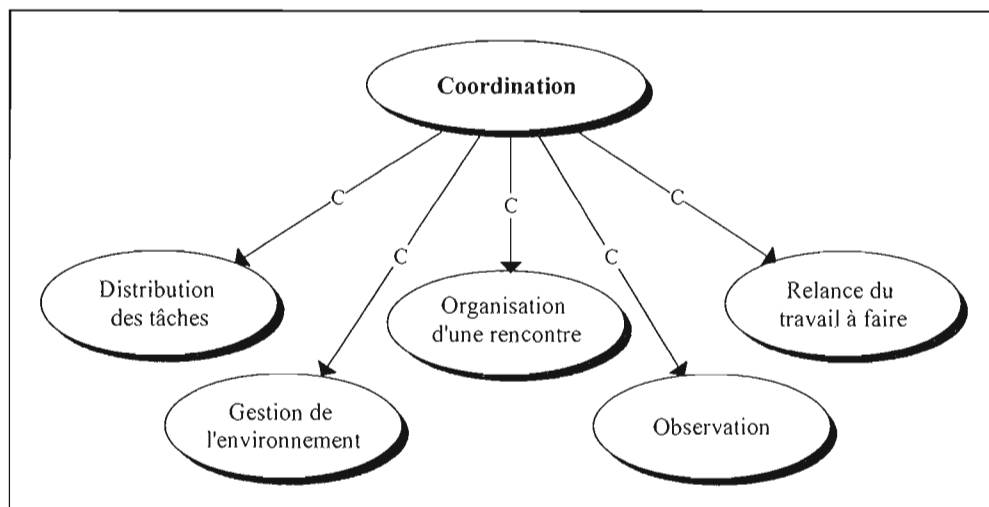 Coordination
C
C
C
C
C
Distribution
des tâches
Gestion de
l'environnement
Organisation
d'une rencontre
Observation
Relance du
travail à faire